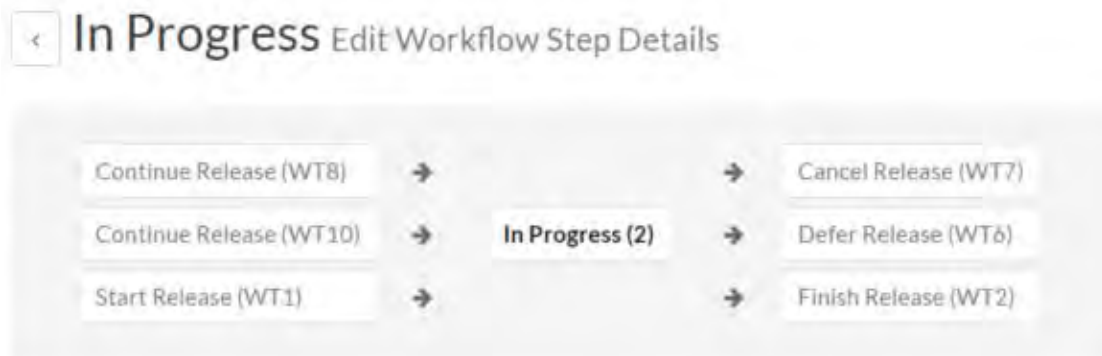 In Progress Edit Workflow Step Details
Continue Release (WT8)
Cancel Release (WT7)
Continue Release (WT10)
In Progress (2)
Defer Release (WT6)
Start Release (WT1)
Finish Release (WT2)